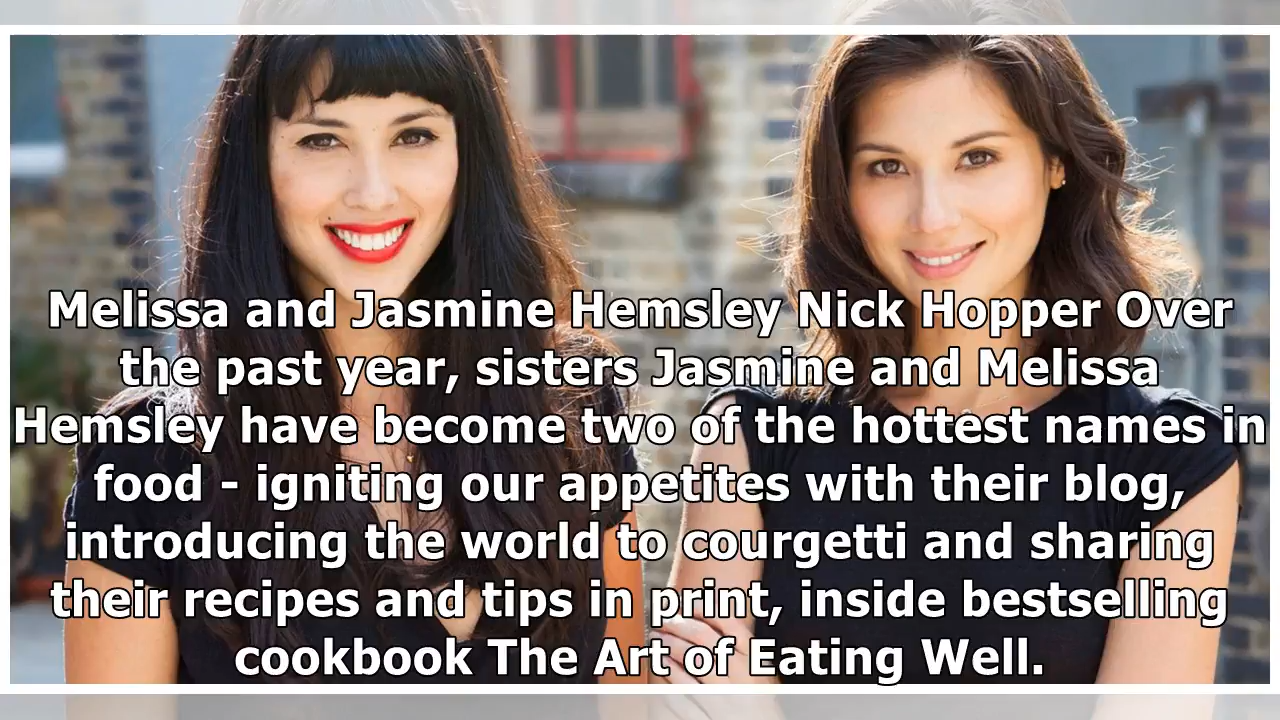 Melissa and Jasmine Hemsley Nick Hopper Over
the past year, sisters Jasmine and Melissa
Hemsley have become two of the hottest names in
food - igniting our appetites with their blog,
introducing the world to courgetti and sharing
their recipes and tips in print, inside bestselling
cookbook The Art of Eating Well.